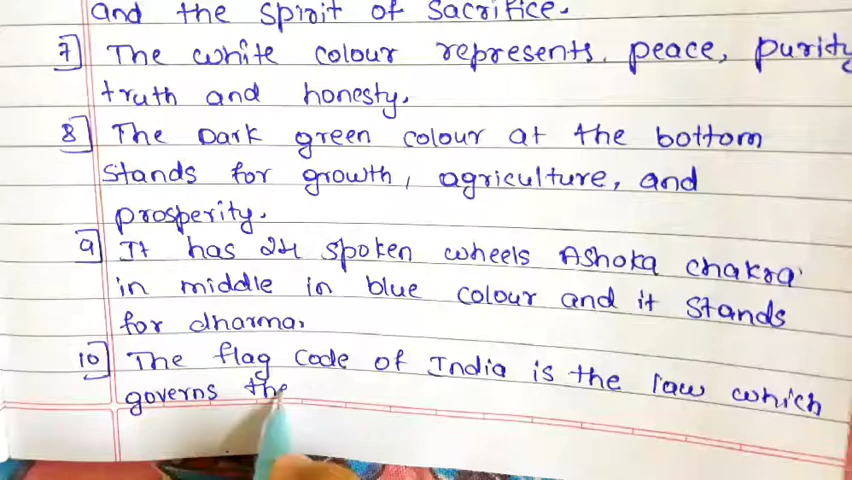 and the spirit of sacrifice.
7] The white colour represents. peace, purity
truth and honesty.
8] The Dark green colour at the bottom
stands for growth, agriculture, and
prosperity.
9] It has 24 spoken wheels Ashoka chakra
in middle in blue colour and it stands
for dharma.
10] The flag code of India is the law which
governs the